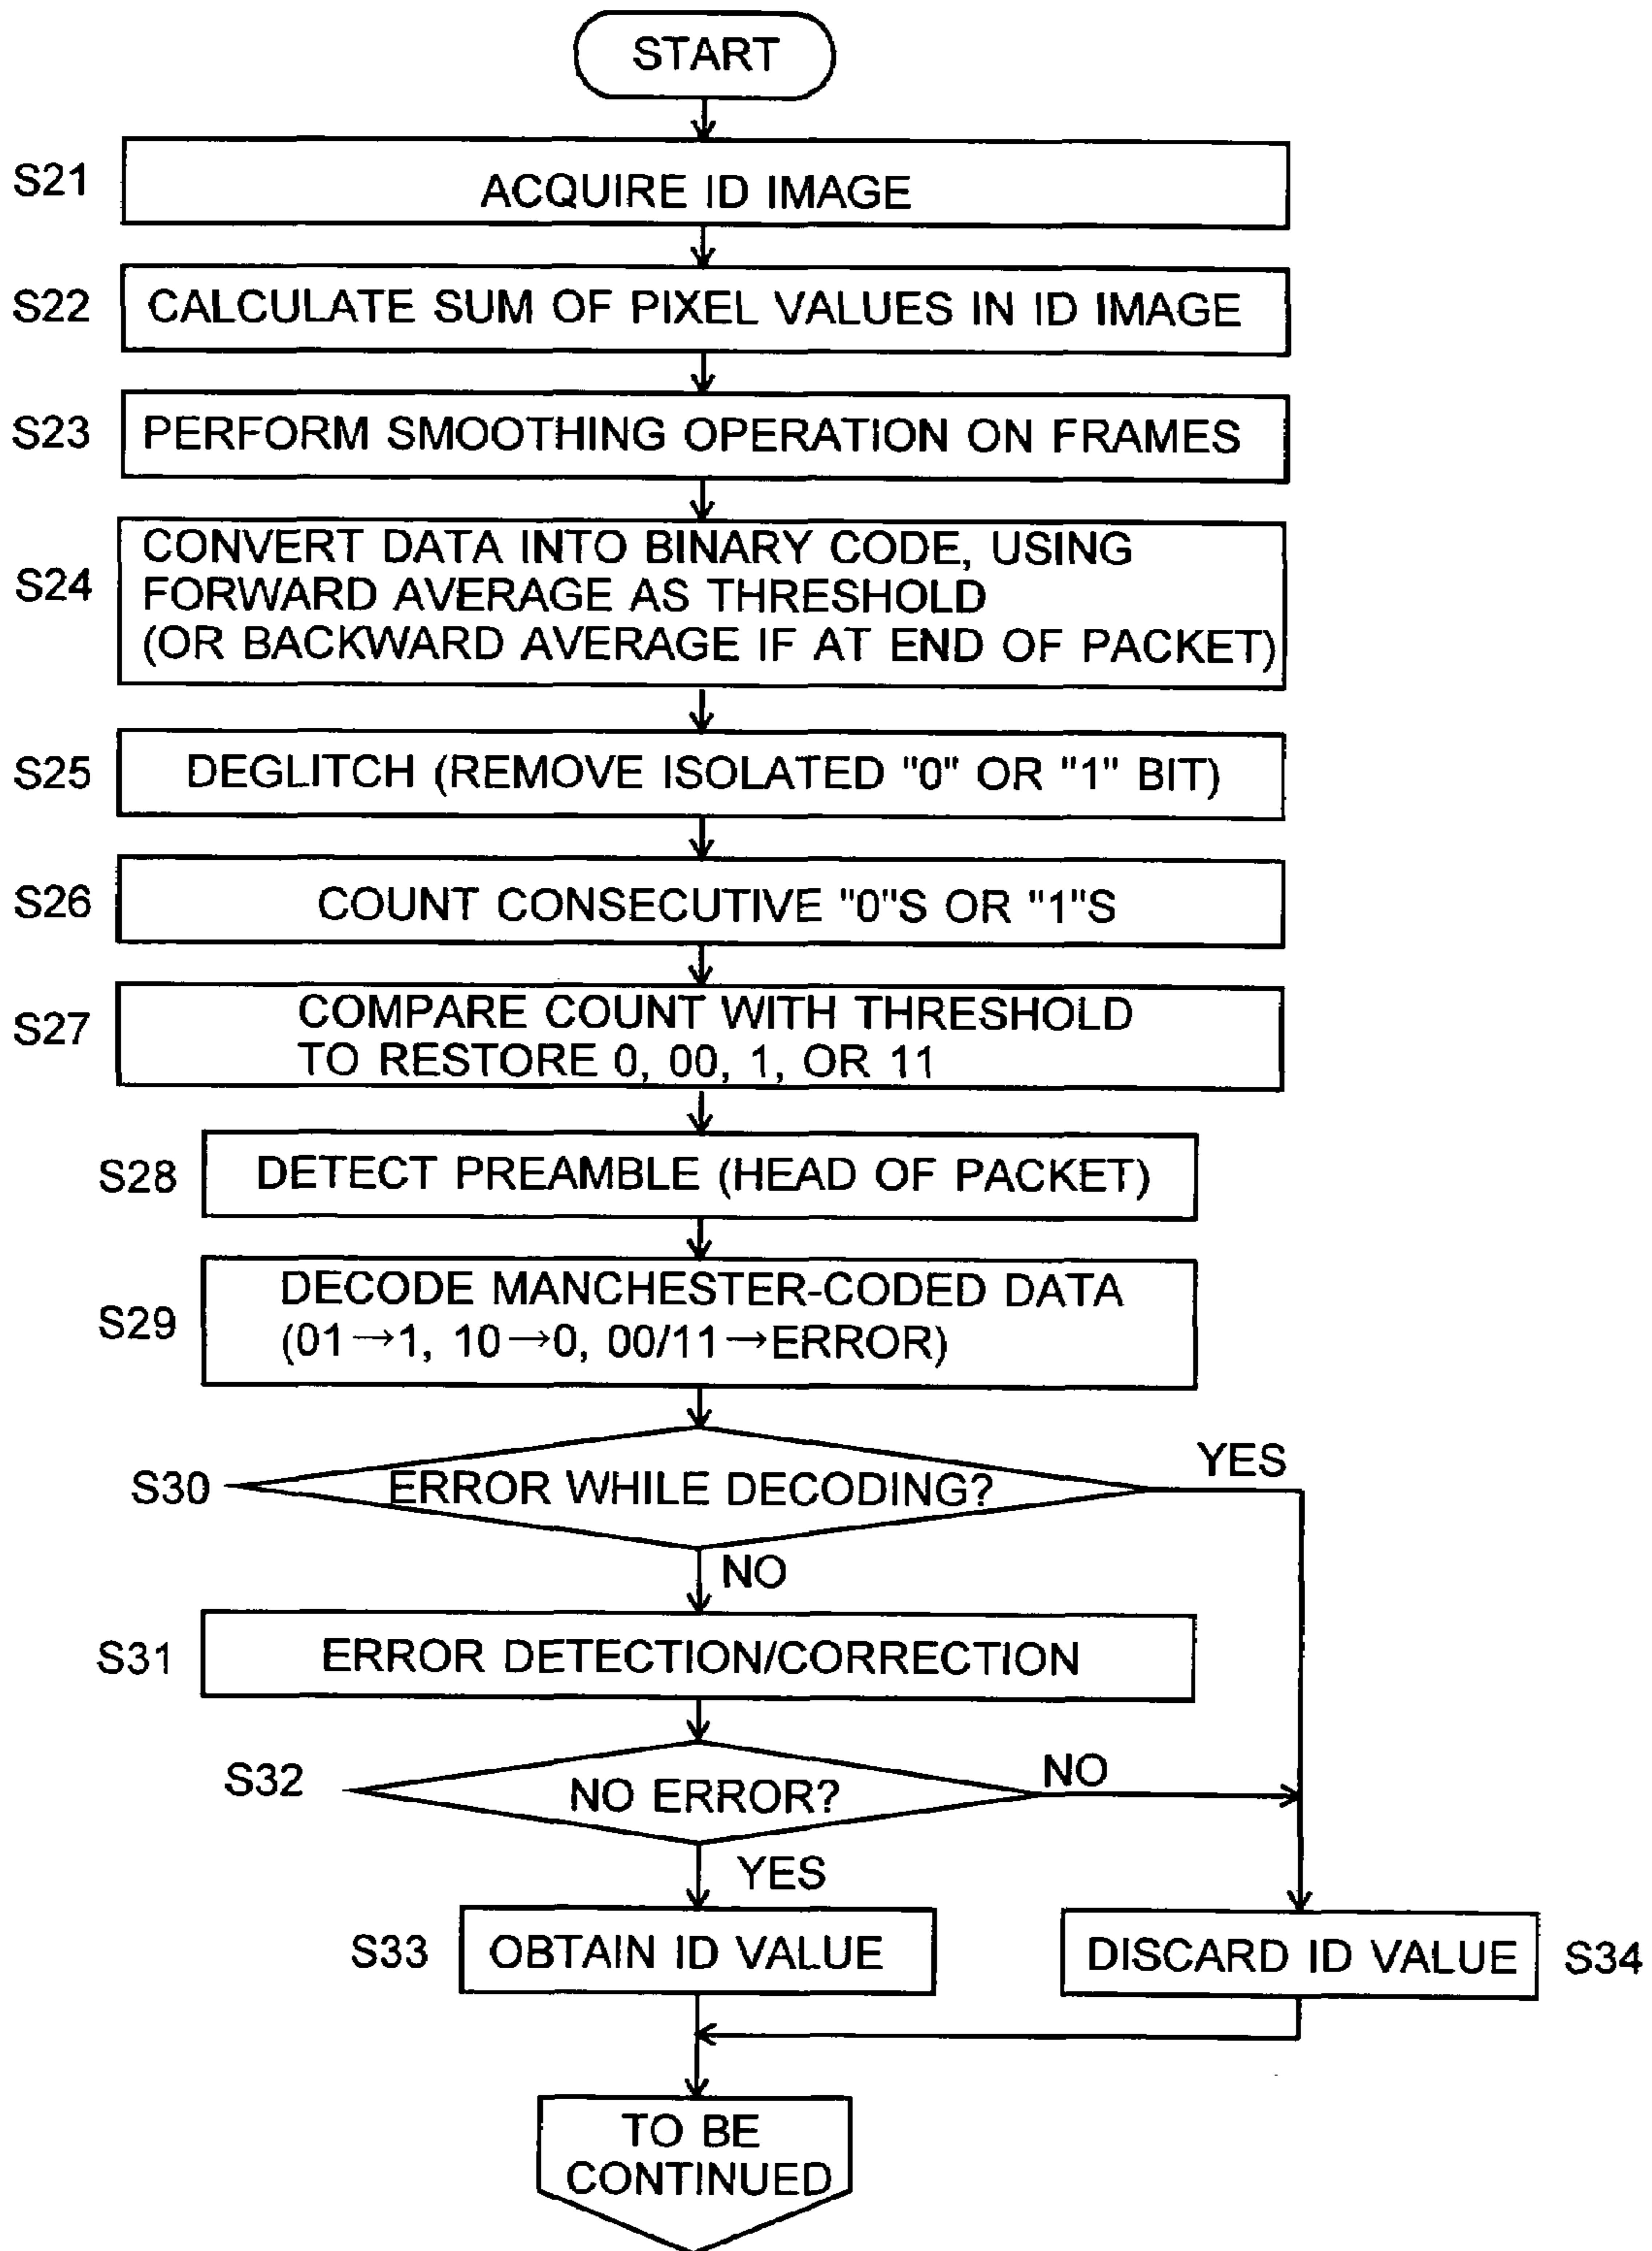 START
S21
ACQUIRE ID IMAGE
S22
CALCULATE SUM OF PIXEL VALUES IN ID IMAGE
S23
PERFORM SMOOTHING OPERATION ON FRAMES
S24
CONVERT DATA INTO BINARY CODE, USING
FORWARD AVERAGE AS THRESHOLD
(OR BACKWARD AVERAGE IF AT END OF PACKET)
S25
DEGLITCH (REMOVE ISOLATED "0" OR "1" BIT)
S26
COUNT CONSECUTIVE "0"S OR "1"S
S27
COMPARE COUNT WITH THRESHOLD
TO RESTORE 0, 00, 1, OR 11
S28
DETECT PREAMBLE (HEAD OF PACKET)
S29
DECODE MANCHESTER-CODED DATA
(01→1, 10→0, 00/11→ERROR)
S30
ERROR WHILE DECODING?
YES
NO
S31
ERROR DETECTION/CORRECTION
S32
NO ERROR?
NO
YES
S33
OBTAIN ID VALUE
DISCARD ID VALUE
S34
TO BE
CONTINUED